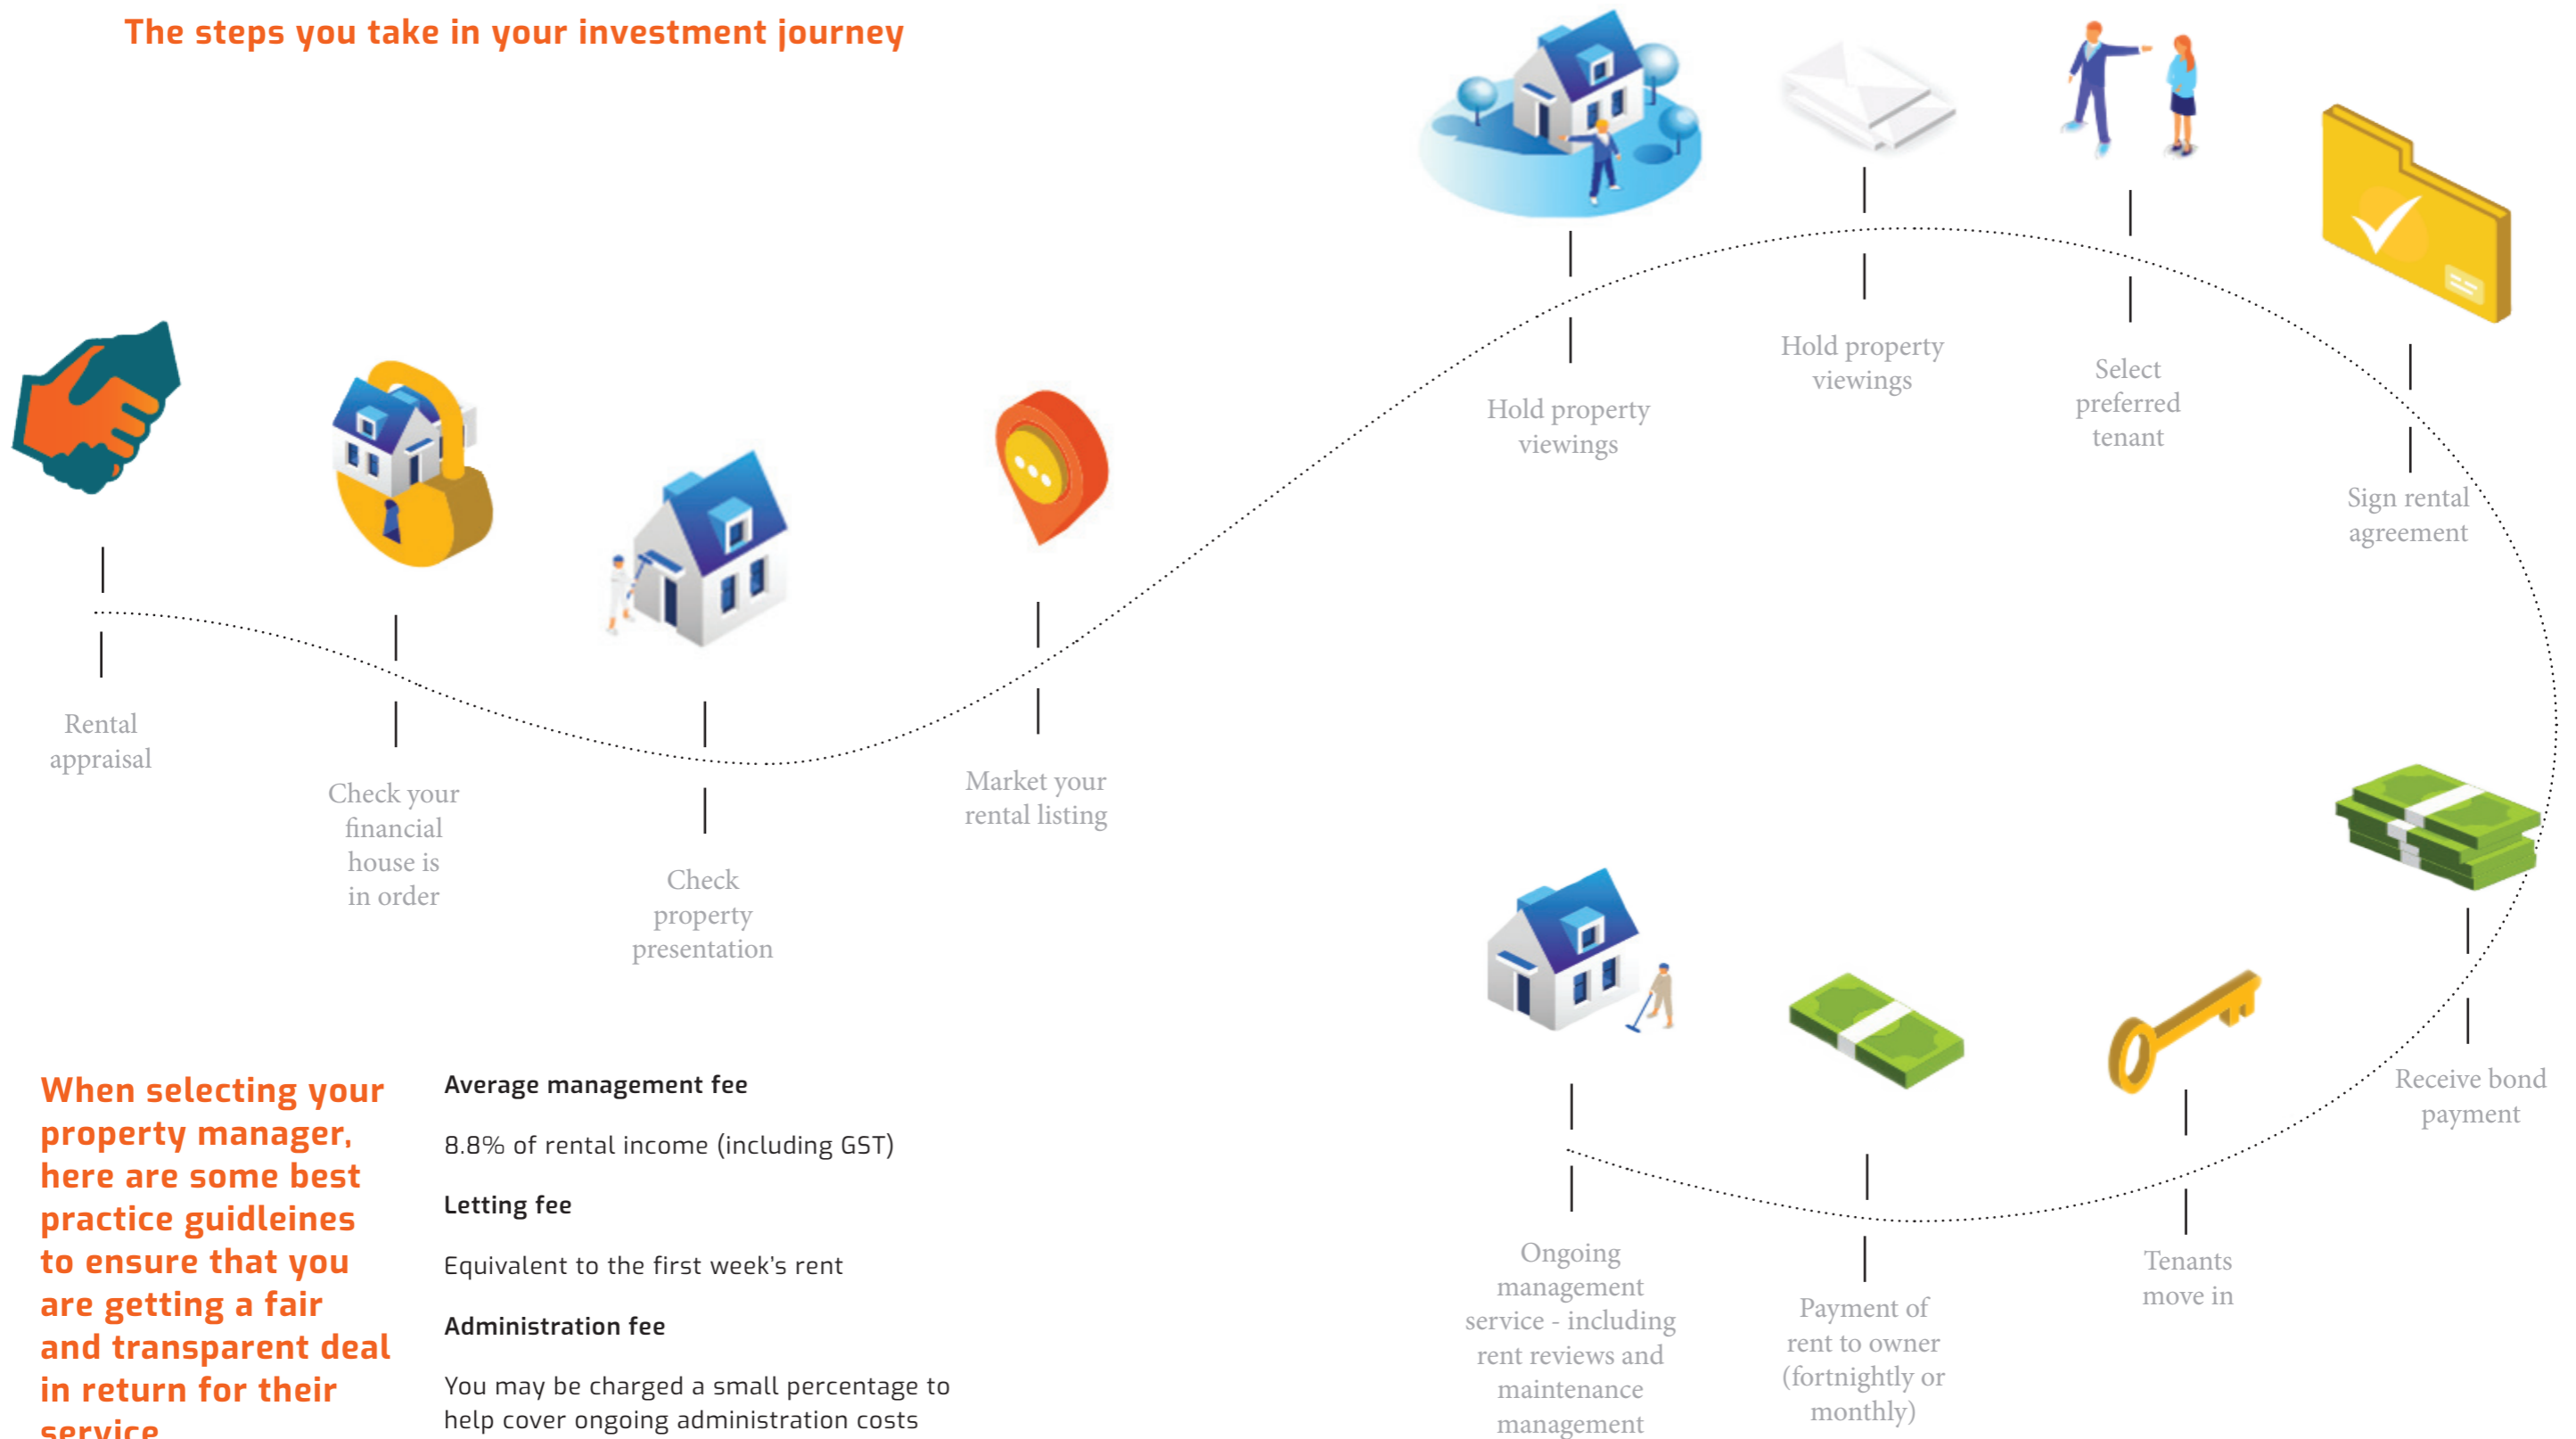 The steps you take in your investment journey
Rental
appraisal
Check your
financial
house is
in order
Check
property
presentation
Market your
rental listing
Hold property
viewings
Hold property
viewings
Select
preferred
tenant
Sign rental
agreement
Receive bond
payment
Tenants
move in
Payment of
rent to owner
(fortnightly or
monthly)
Ongoing
management
service - including
rent reviews and
maintenance
management
When selecting your
property manager,
here are some best
practice guidleines
to ensure that you
are getting a fair
and transparent deal
in return for their
service
Average management fee
8.8% of rental income (including GST)
Letting fee
Equivalent to the first week's rent
Administration fee
You may be charged a small percentage to
help cover ongoing administration costs